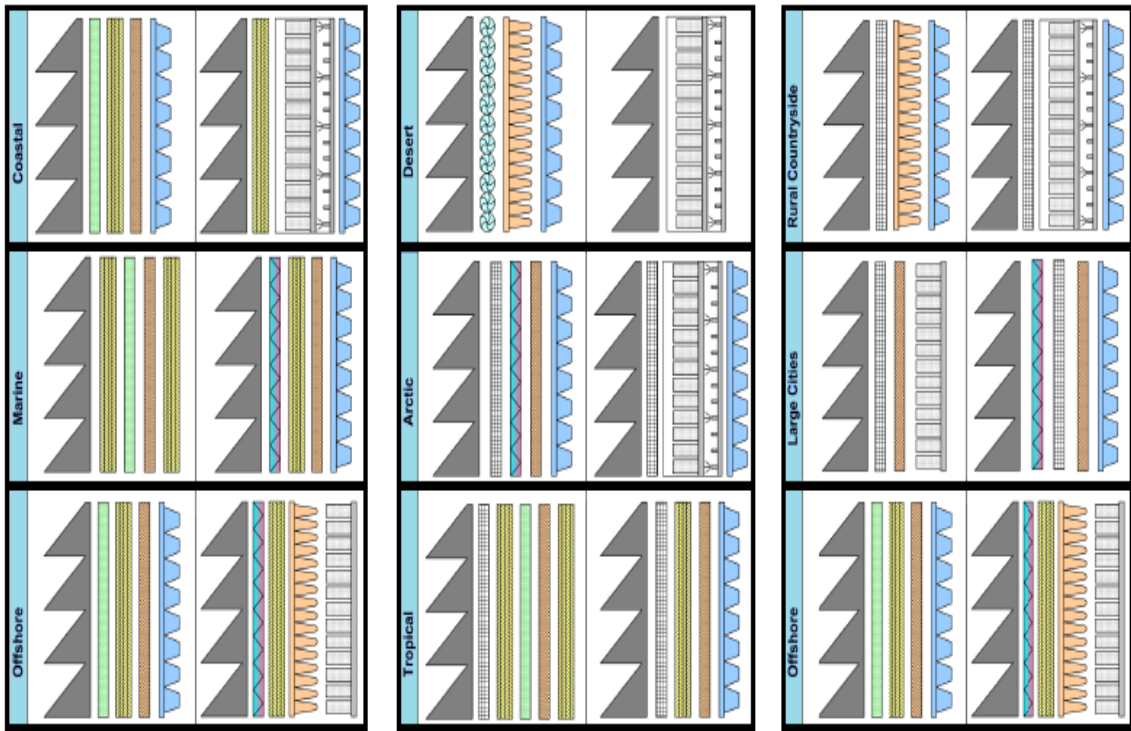 Coastal
Desert
Rural Countryside
Marine
Arctic
Large Cities
Offshore
Tropical
Offshore